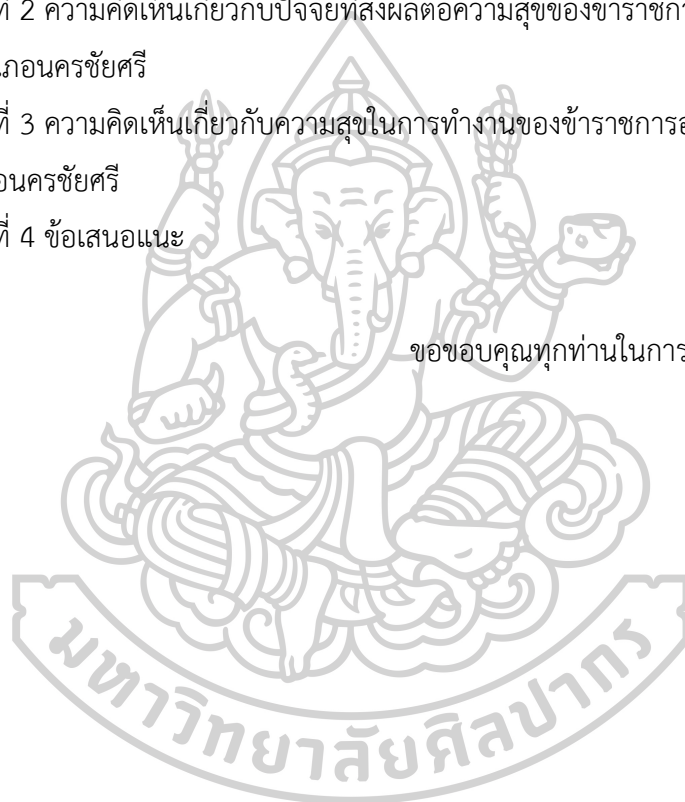 ที่ 2 ความคิดเห็นเกี่ยวกับปัจจัยที่ส่งผลต่อความสุขของข้าราชกา
ภอนครชัยศรี
ที่ 3 ความคิดเห็นเกี่ยวกับความสุขในการทำงานของข้าราชการอ
อนครชัยศรี
ที่ 4 ข้อเสนอแนะ
ขอขอบคุณทุกท่านในการ
มหาวิทยาลัยศิลปากร